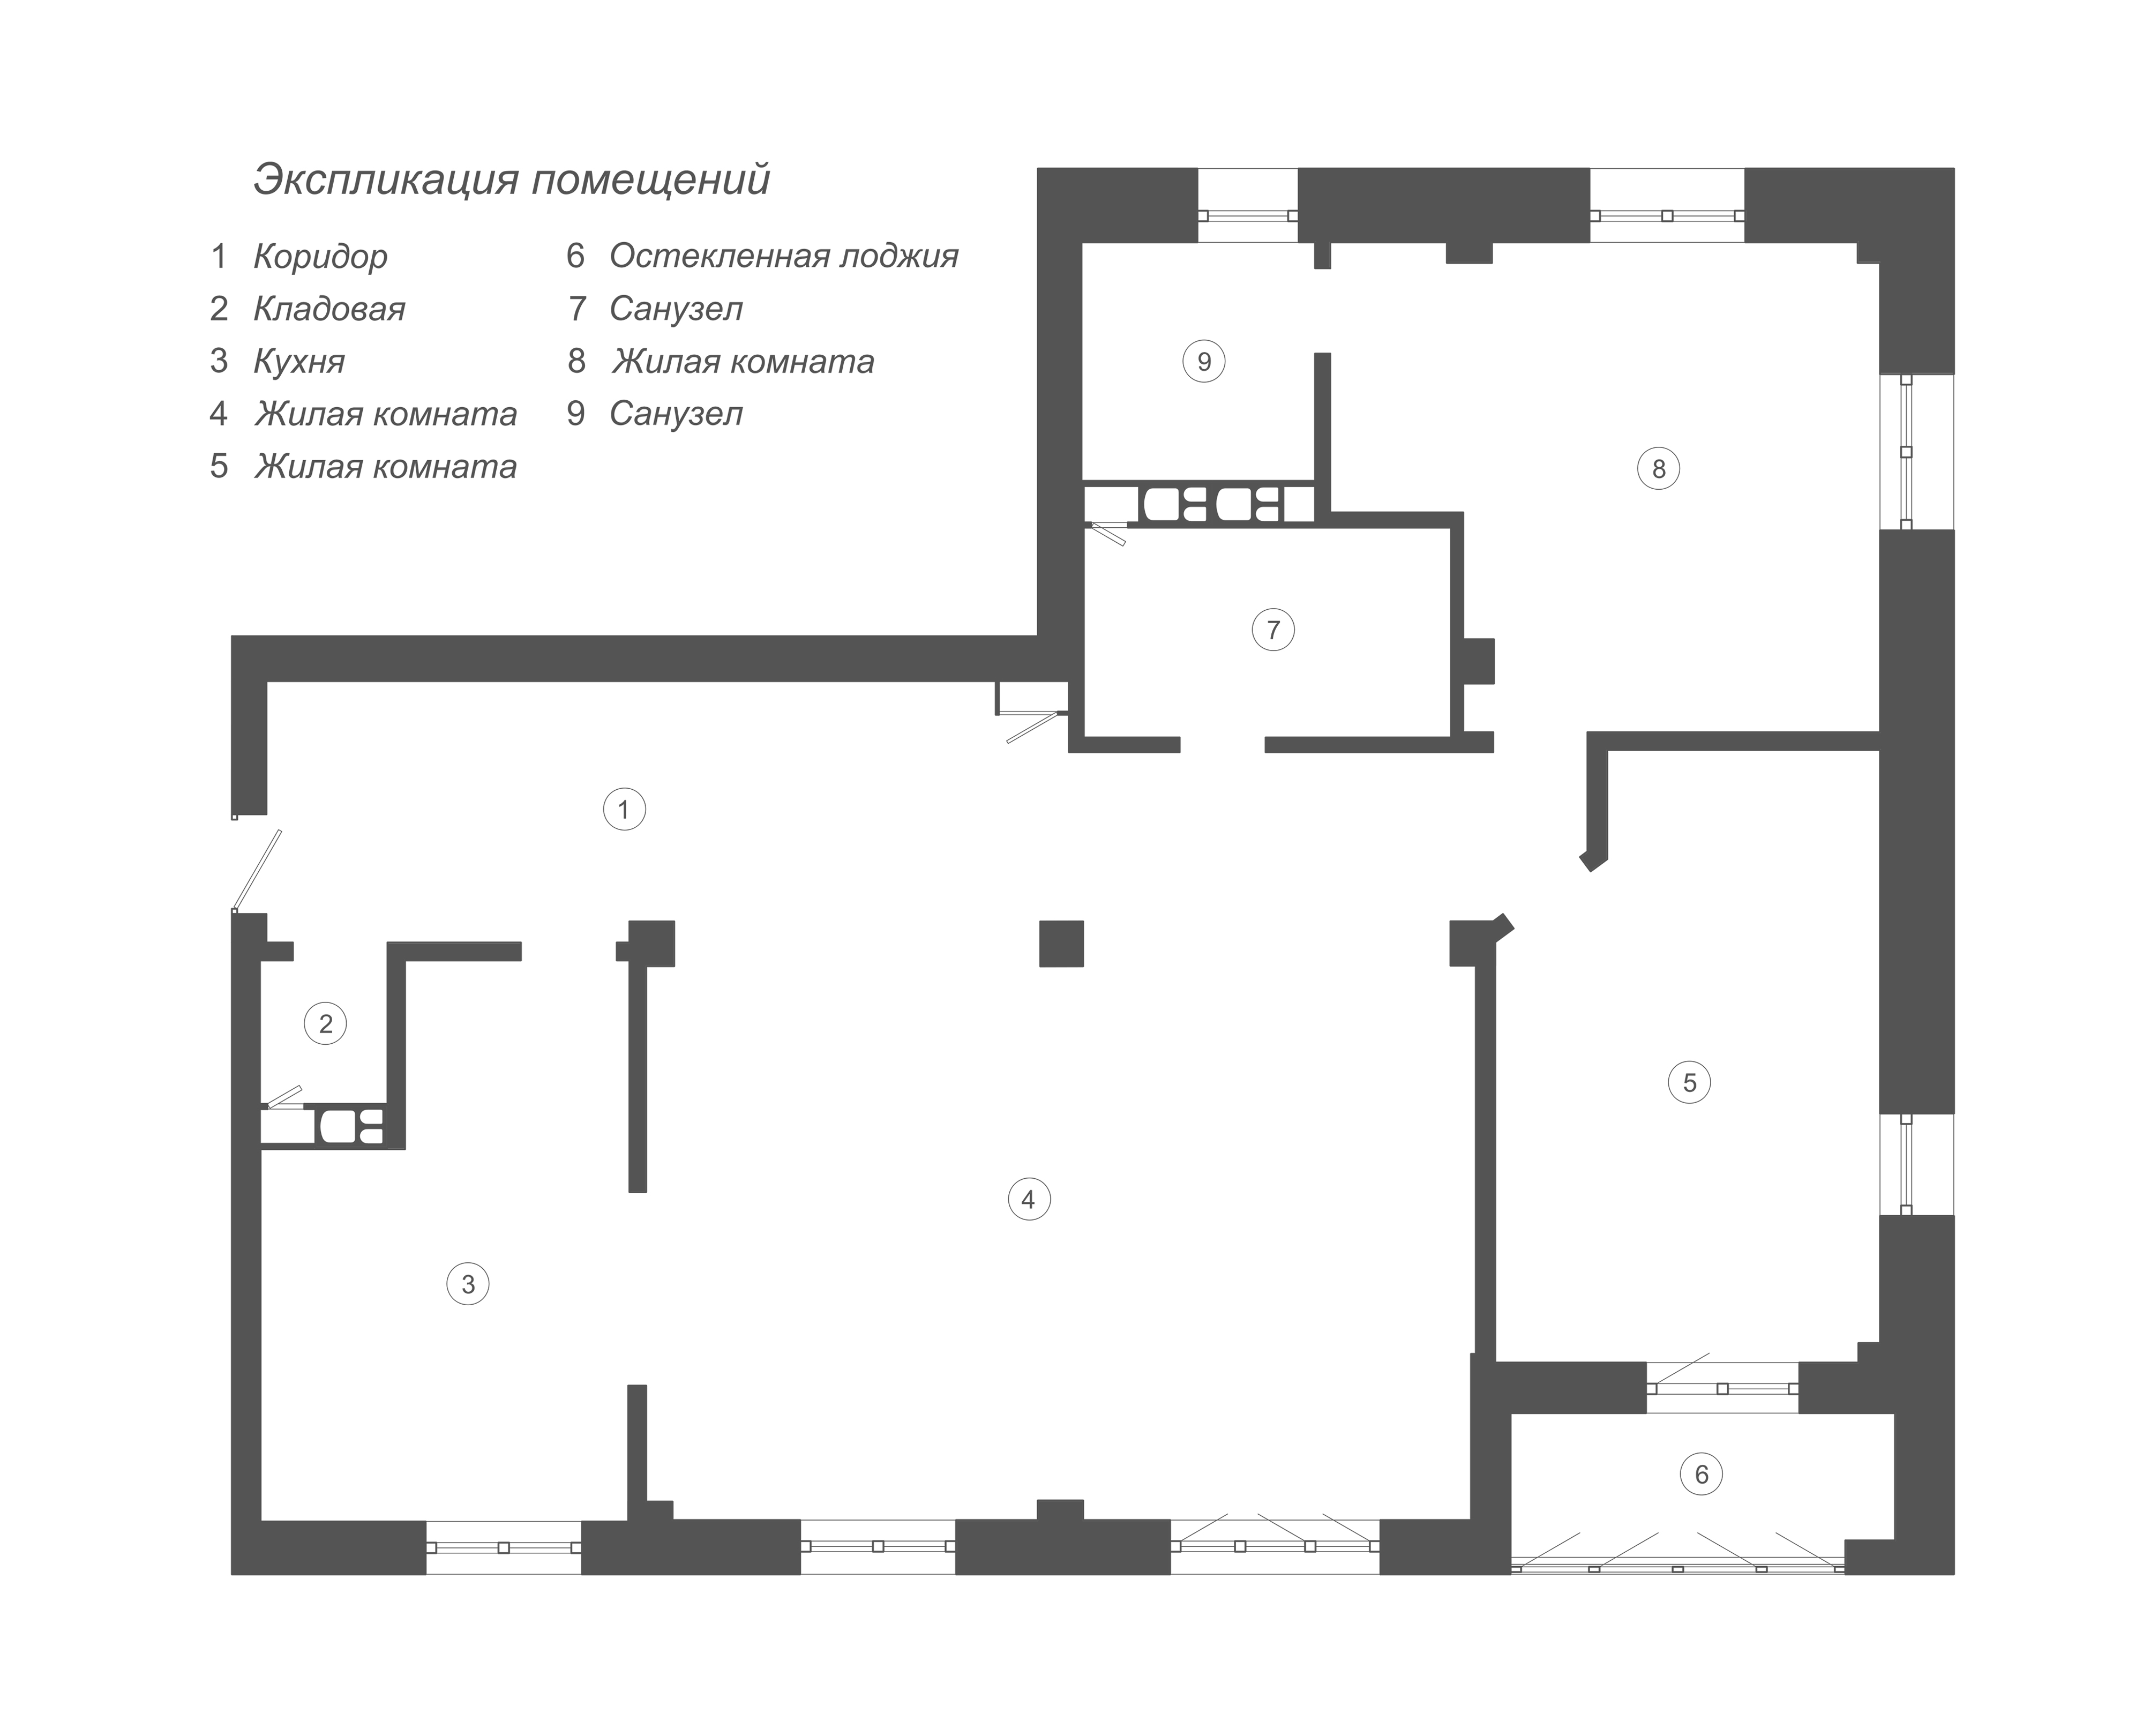 Экспликация помещений
1 Коридор
2 Кладовая
3 Кухня
4 Жилая комната
5 Жилая комната
6 Остекленная лоджия
7 Санузел
8 Жилая комната
9 Санузел
9
8
7
1
2
5
4
3
6